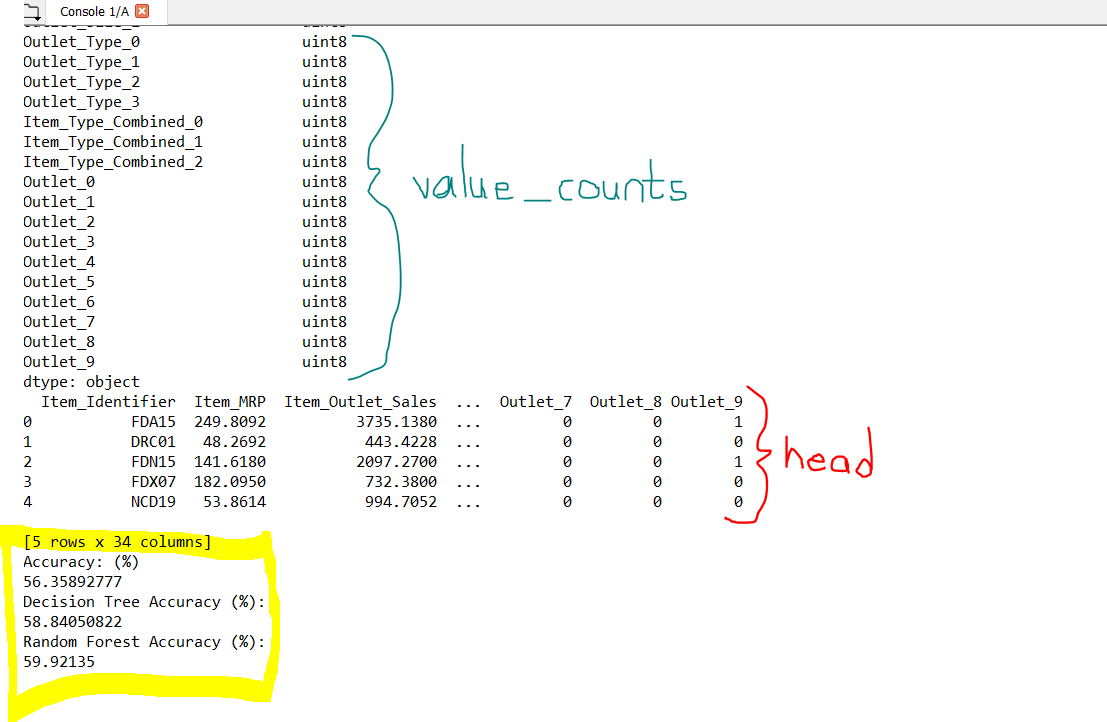 Console 1/A
Outlet_Type_0 uint8
Outlet_Type_1 uint8
Outlet_Type_2 uint8
Outlet_Type_3 uint8
Item_Type_Combined_0 uint8
Item_Type_Combined_1 uint8
Item_Type_Combined_2 uint8
Outlet_0 uint8
Outlet_1 uint8
Outlet_2 uint8
Outlet_3 uint8
Outlet_4 uint8
Outlet_5 uint8
Outlet_6 uint8
Outlet_7 uint8
Outlet_8 uint8
Outlet_9 uint8
value_counts
dtype: object
Item_Identifier Item_MRP Item_Outlet_Sales ... Outlet_7 Outlet_8 Outlet_9
0 FDA15 249.8092 3735.1380 ... 0 0 1
1 DRC01 48.2692 443.4228 ... 0 0 0
2 FDN15 141.6180 2097.2700 ... 0 0 1
3 FDX07 182.0950 732.3800 ... 0 0 0
4 NCD19 53.8614 994.7052 ... 0 0 0
head
[5 rows x 34 columns]
Accuracy: (%)
56.35892777
Decision Tree Accuracy (%):
58.84050822
Random Forest Accuracy (%):
59.92135